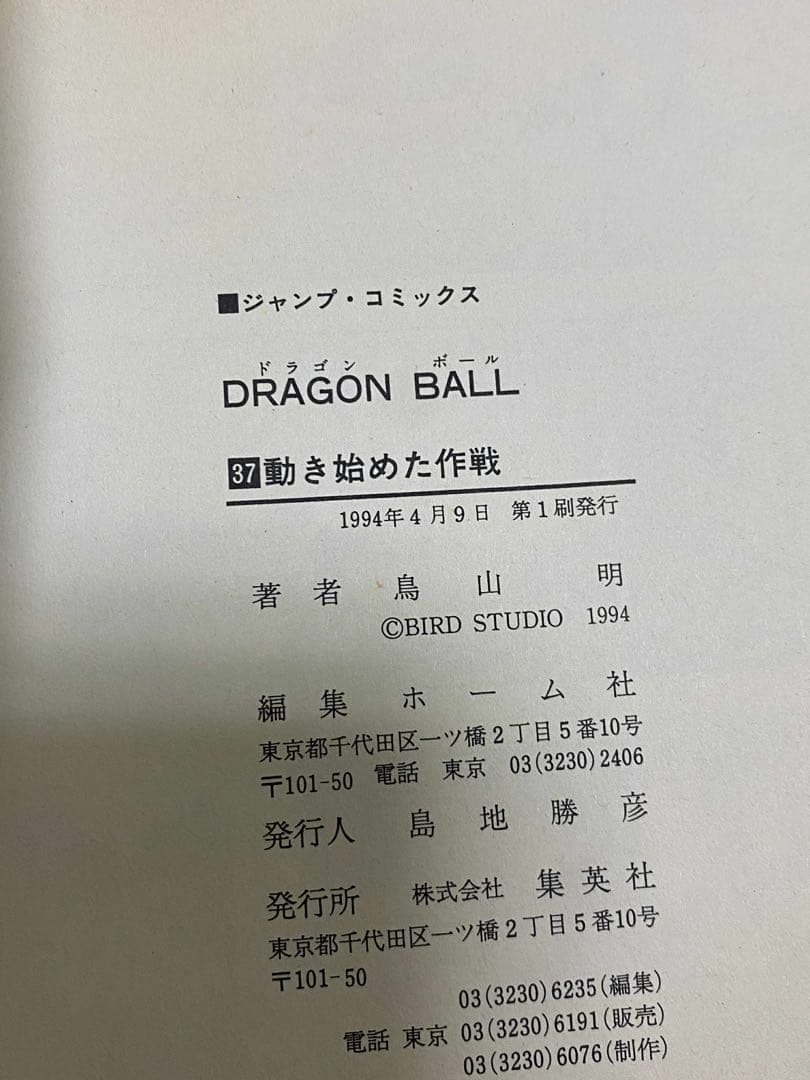 ■ジャンプ・コミックス
ドラゴン ボール
DRAGON BALL
37動き始めた作戦
1994年4月9日 第1刷発行
著者 鳥山 明
©BIRD STUDIO 1994
編集 ホーム社
東京都千代田区一ツ橋2丁目5番10号
〒101-50 電話 東京 03(3230)2406
発行人 島地勝彦
発行所 株式会社 集英社
東京都千代田区一ツ橋2丁目5番10号
〒101-50
03(3230)6235(編集)
電話 東京 03(3230)6191(販売)
03(3230)6076(制作)